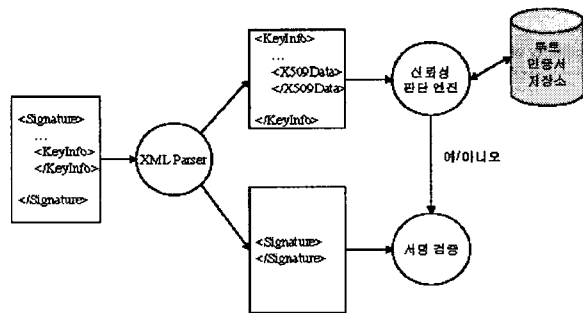 <Signature>
...
<KeyInfo>
</KeyInfo>
</Signature>
XML Parser
<KeyInfo>
...
<X509Data>
</X509Data>
</KeyInfo>
신뢰성
판단 엔진
루트
인증서
저장소
예/아니오
<Signature>
</Signature>
서명 검증